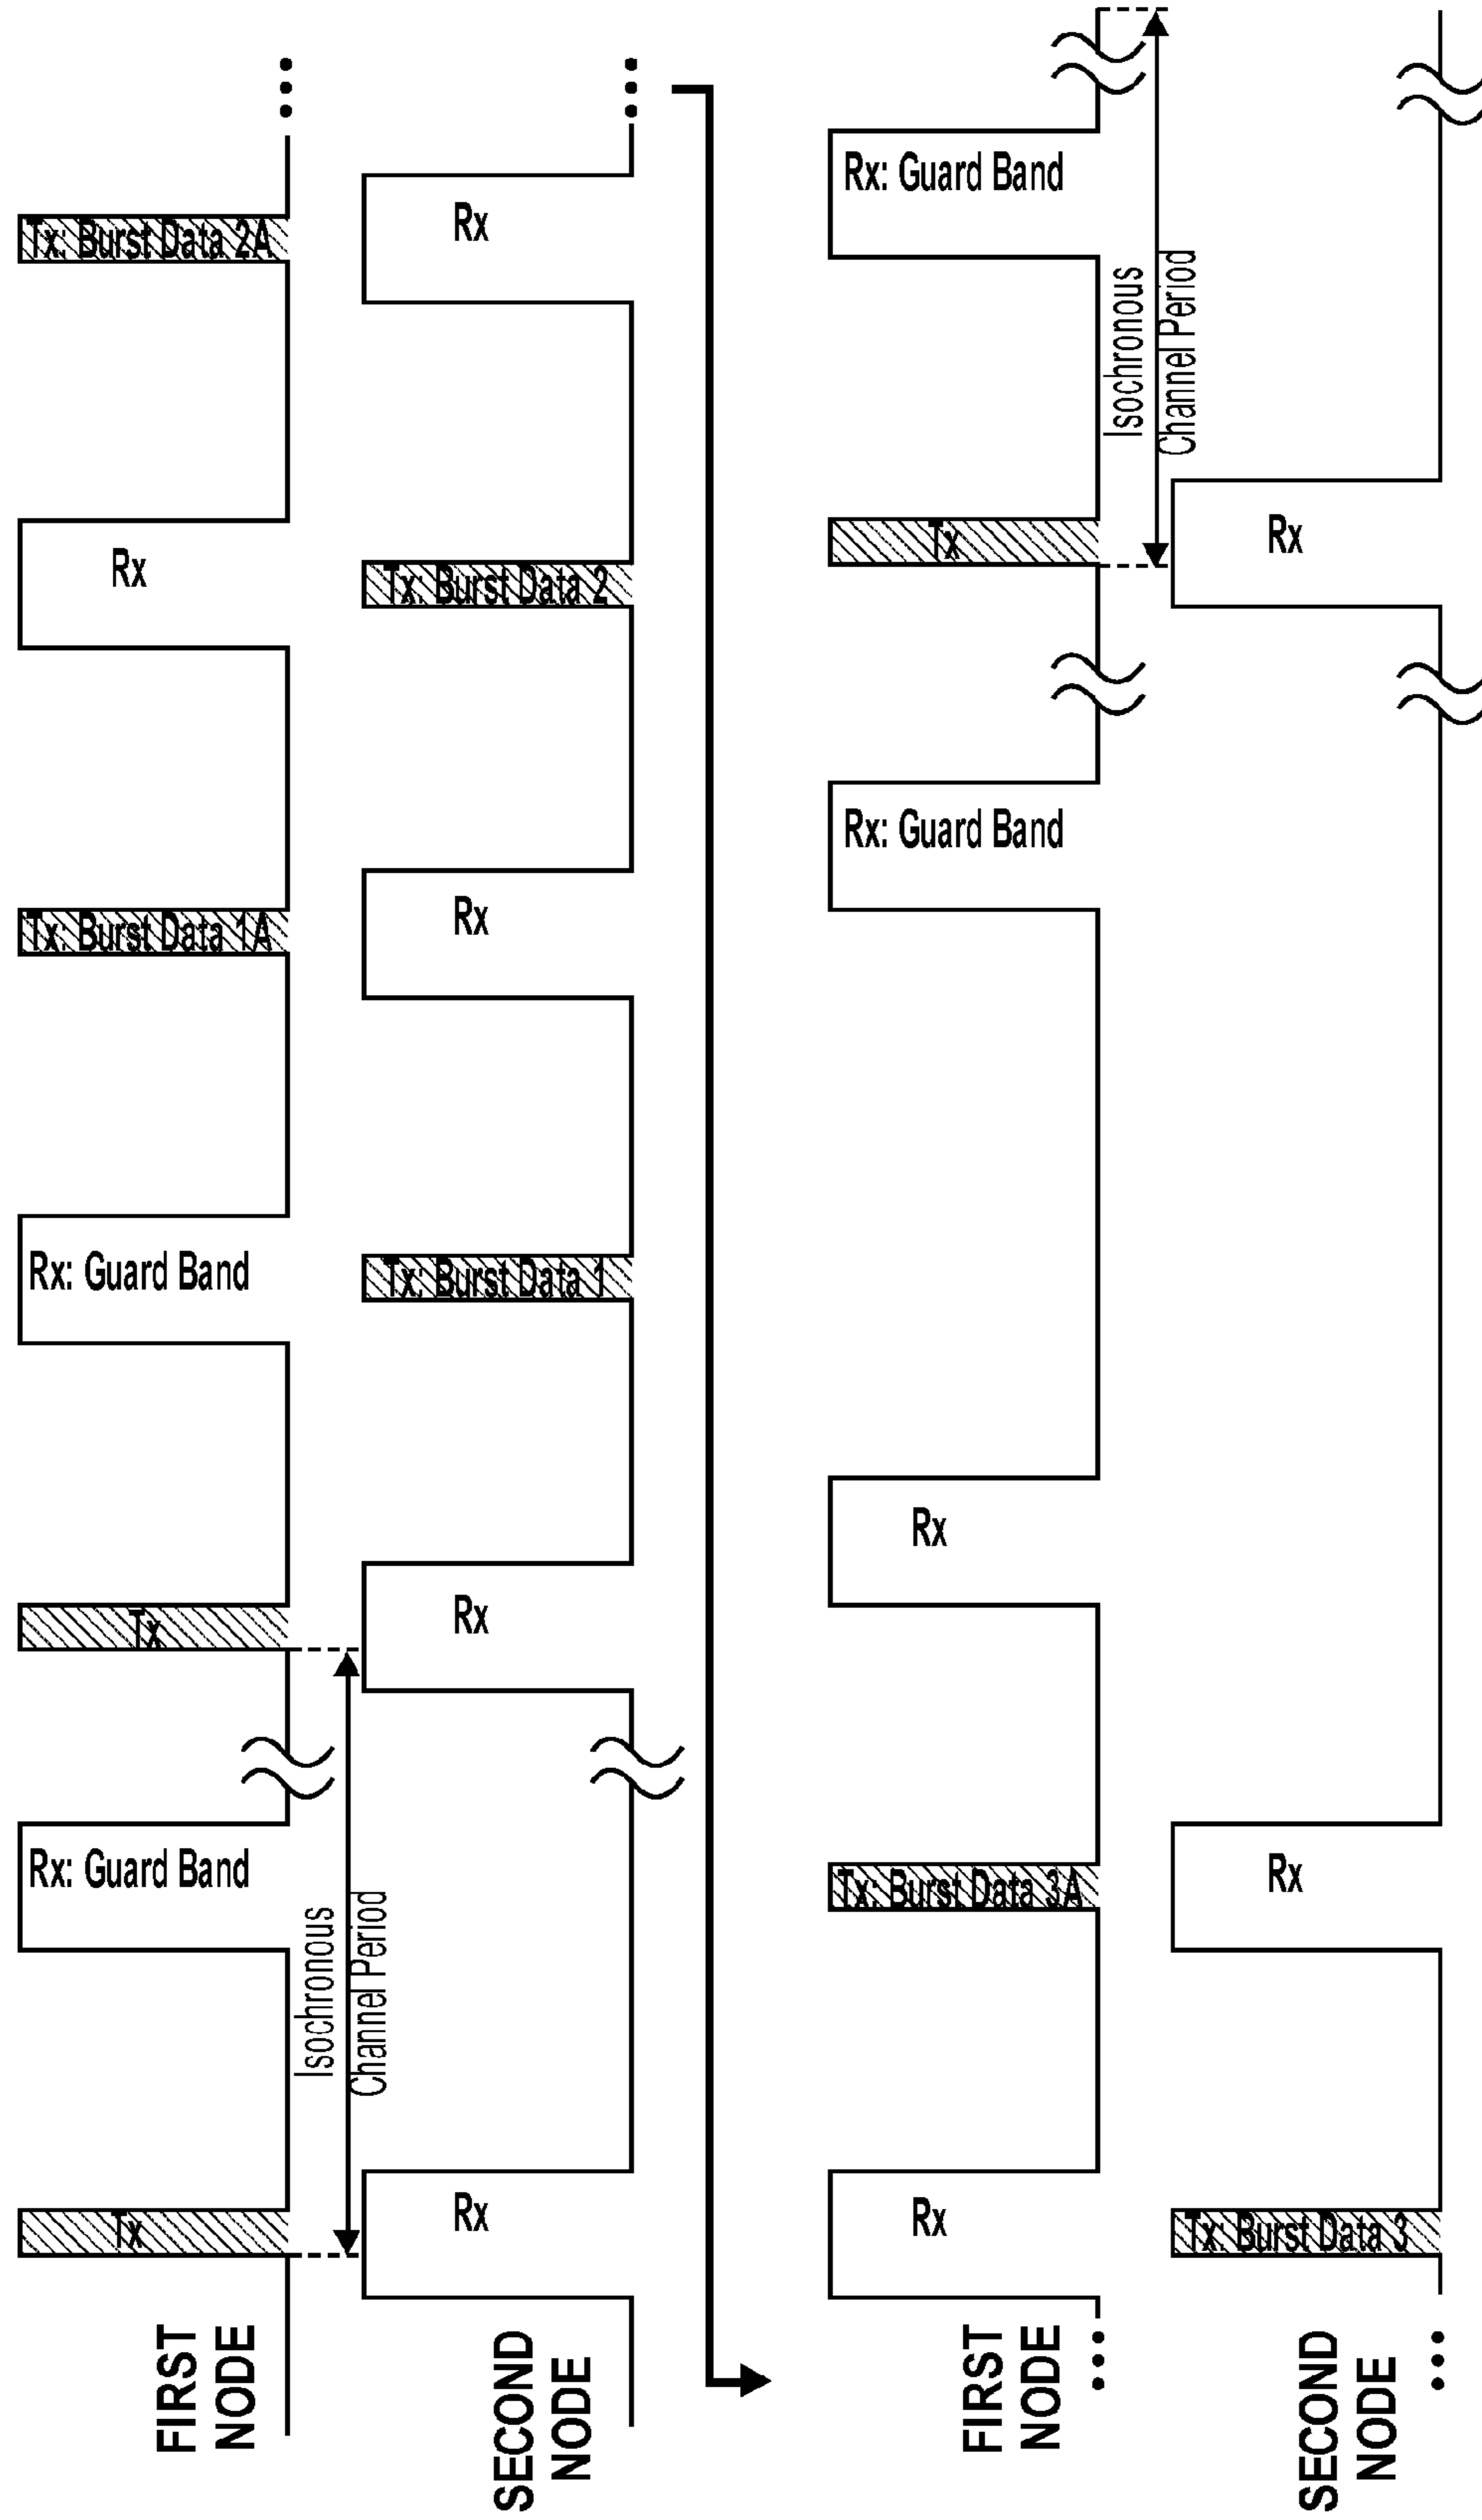 FIRST
NODE
Tx
Rx: Guard Band
Tx
Rx: Guard Band
Tx: Burst Data 1A
Rx
Tx: Burst Data 2A
Isochronous
Channel Period
SECOND
NODE
Rx
Rx
Tx: Burst Data 1
Rx
Tx: Burst Data 2
Rx
FIRST
NODE
Rx
Tx: Burst Data 3A
Rx
Rx: Guard Band
Tx
Rx: Guard Band
Isochronous
Channel Period
SECOND
NODE
Tx: Burst Data 3
Rx
Rx